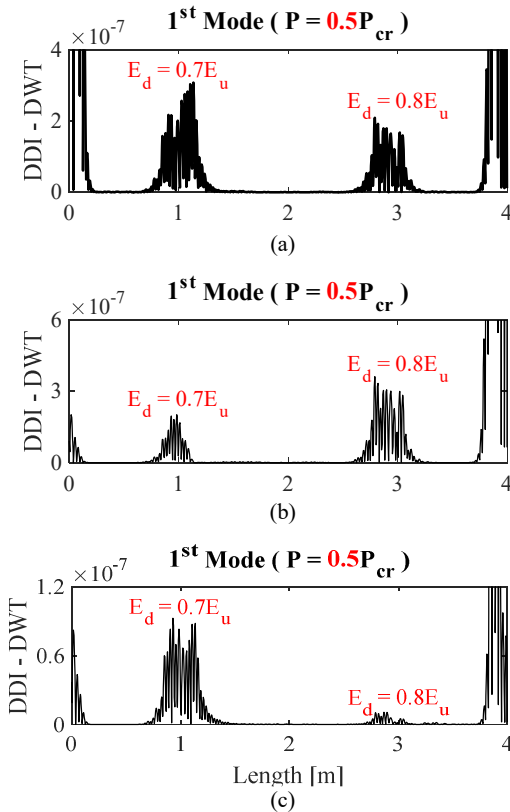 1st Mode ( P = 0.5Pcr )
×10-7
4
Ed = 0.7Eu
Ed = 0.8Eu
2
0
DDI - DWT
0 1 2 3 4
(a)
1st Mode ( P = 0.5Pcr )
×10-7
6
Ed = 0.8Eu
Ed = 0.7Eu
3
0
DDI - DWT
0 1 2 3 4
(b)
1st Mode ( P = 0.5Pcr )
×10-7
1.2
Ed = 0.7Eu
0.6
Ed = 0.8Eu
0
DDI - DWT
0 1 2 3 4
Length [m]
(c)